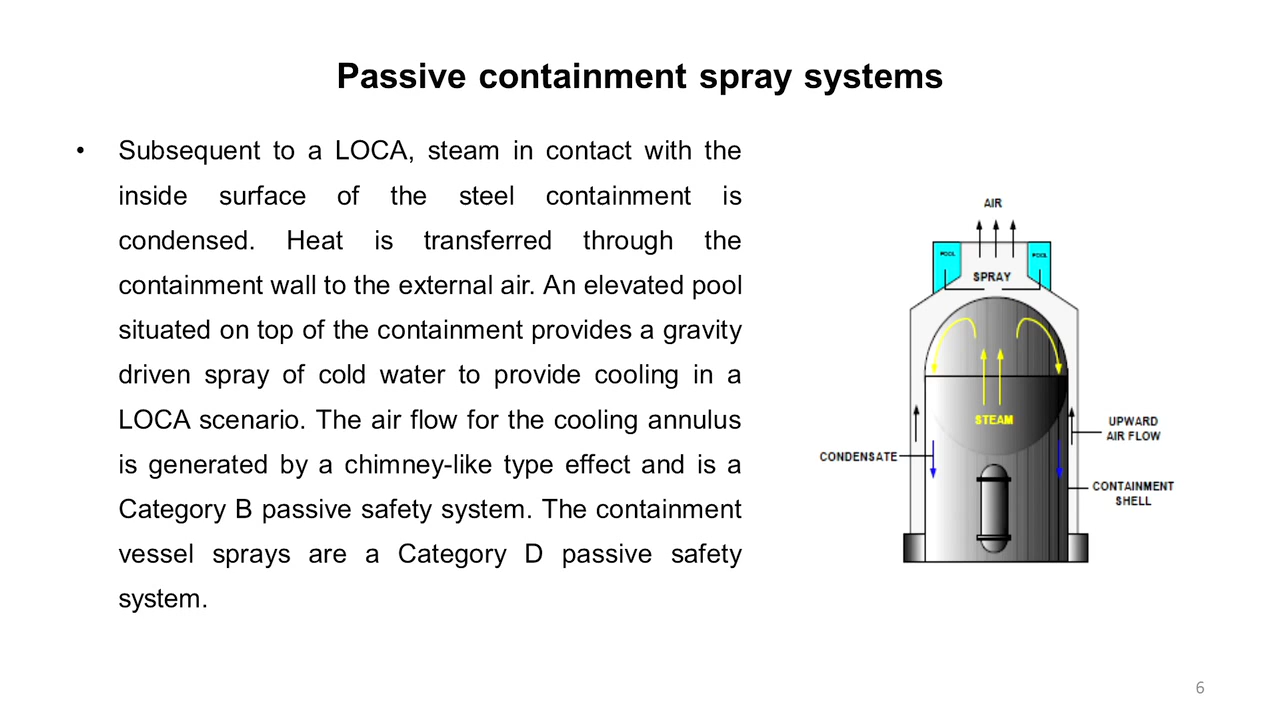 Passive containment spray systems
• Subsequent to a LOCA, steam in contact with the
inside surface of the steel containment is
condensed. Heat is transferred through the
containment wall to the external air. An elevated pool
situated on top of the containment provides a gravity
driven spray of cold water to provide cooling in a
LOCA scenario. The air flow for the cooling annulus
is generated by a chimney-like type effect and is a
Category B passive safety system. The containment
vessel sprays are a Category D passive safety
system.
AIR
POOL
POOL
SPRAY
STEAM
UPWARD
AIR FLOW
CONDENSATE
CONTAINMENT
SHELL
6